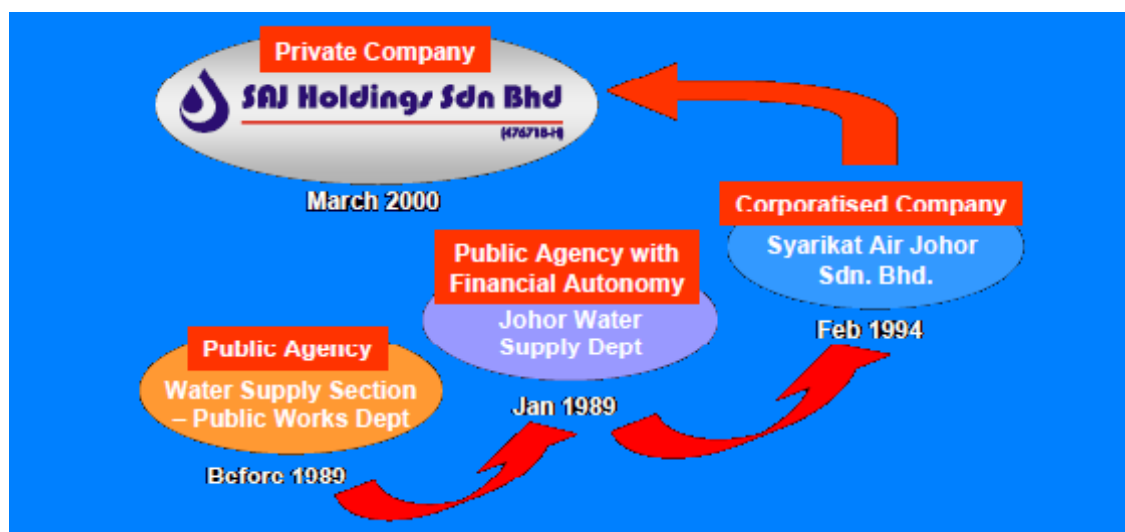 Private Company
SAJ Holdings Sdn Bhd
(476718-H)
March 2000
Corporatised Company
Syarikat Air Johor
Sdn. Bhd.
Feb 1994
Public Agency with
Financial Autonomy
Johor Water
Supply Dept
Jan 1989
Public Agency
Water Supply Section
– Public Works Dept
Before 1989